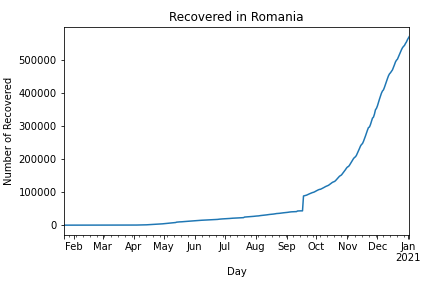 Recovered in Romania
Number of Recovered
500000
400000
300000
200000
100000
0
Feb Mar Apr May Jun Jul Aug Sep Oct Nov Dec Jan
2021
Day